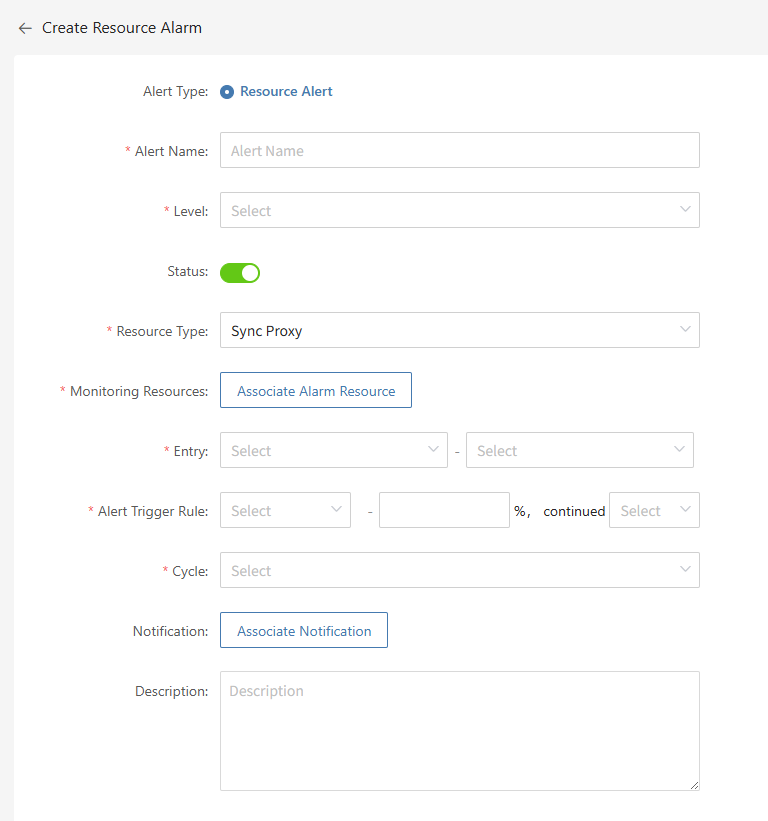 ← Create Resource Alarm
Alert Type: Resource Alert
* Alert Name: Alert Name
* Level: Select
Status:
* Resource Type: Sync Proxy
* Monitoring Resources: Associate Alarm Resource
* Entry: Select - Select
* Alert Trigger Rule: Select - %, continued Select
* Cycle: Select
Notification: Associate Notification
Description: Description